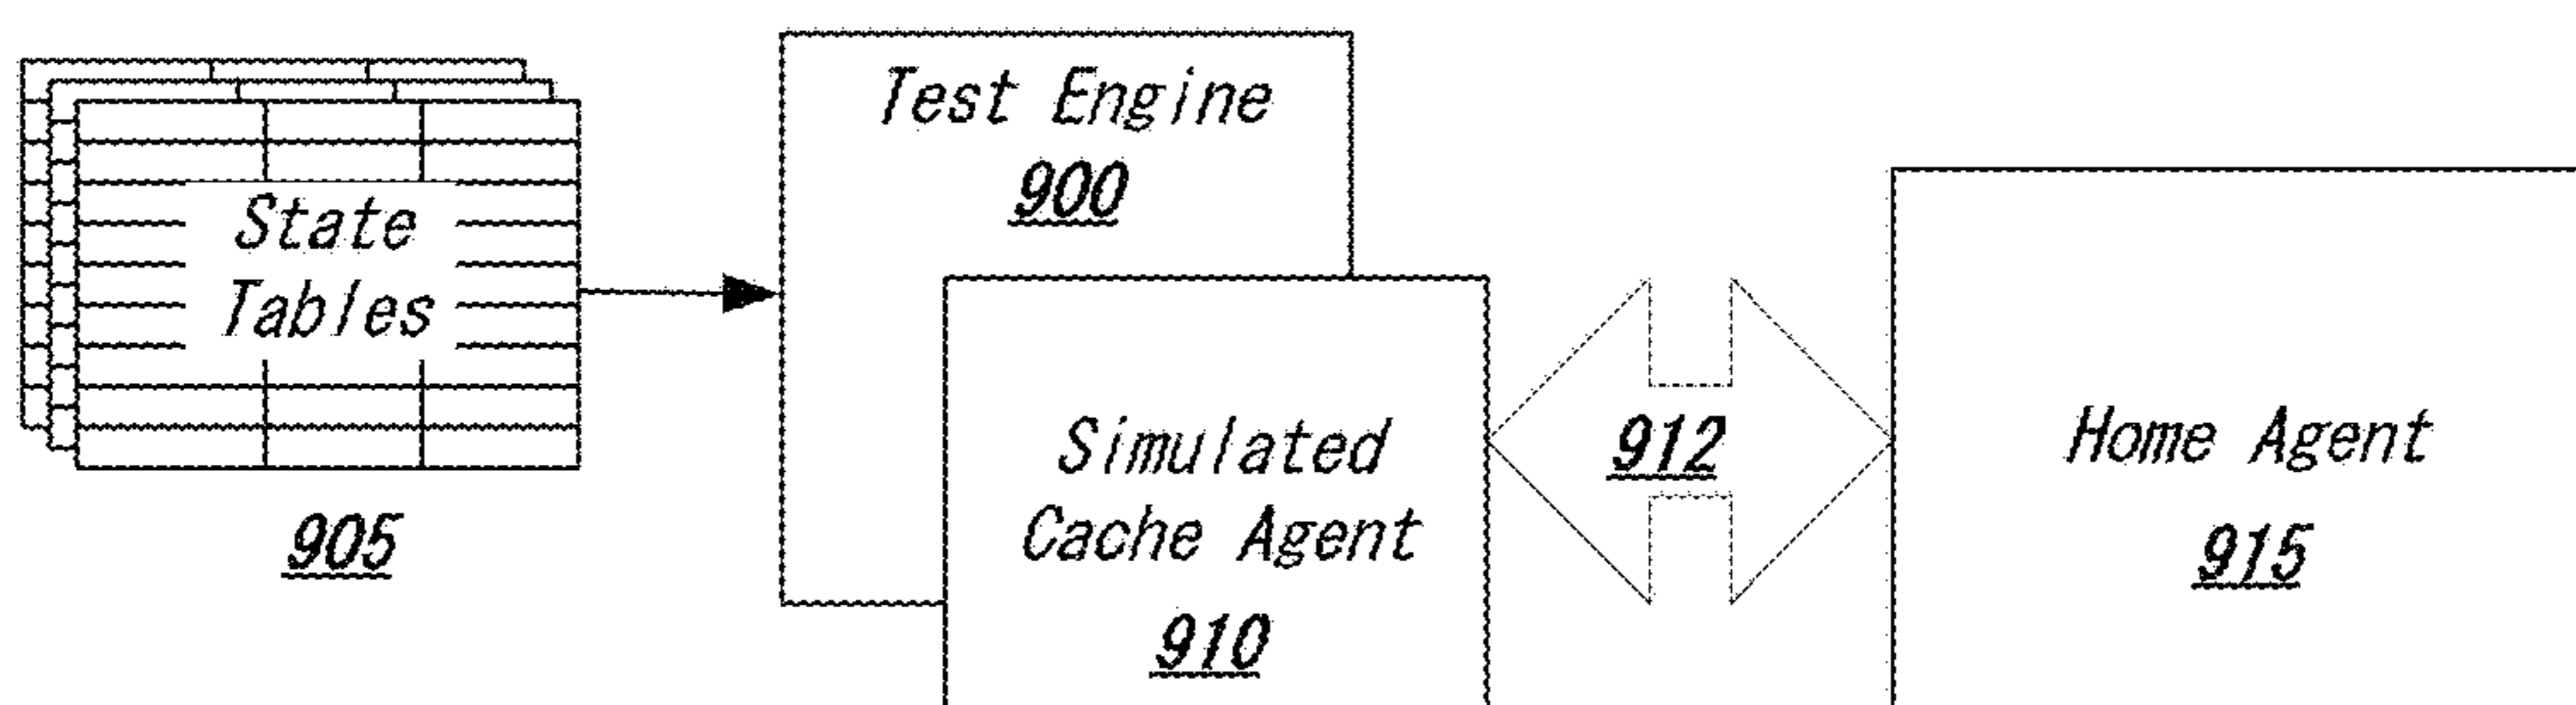 State
Tables
905
Test Engine
900
Simulated
Cache Agent
910
912
Home Agent
915